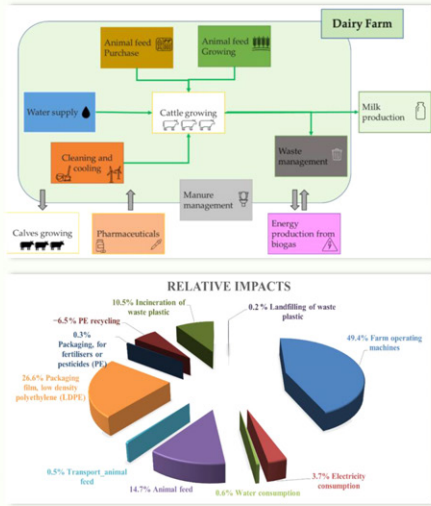 Dairy Farm
Animal feed
Purchase
Animal feed
Growing
Water supply
Cattle growing
Milk
production
Cleaning and
cooling
Waste
management
Manure
management
Calves growing
Pharmaceuticals
Energy
production from
biogas
RELATIVE IMPACTS
10.5% Incineration of
waste plastic
0.2% Landfilling of waste
plastic
−6.5% PE recycling
0.3%
Packaging, for
fertilisers or
pesticides (PE)
49.4% Farm operating
machines
26.6% Packaging
film, low density
polyethylene (LDPE)
0.5% Transport_animal
feed
14.7% Animal feed
0.6% Water consumption
3.7% Electricity
consumption